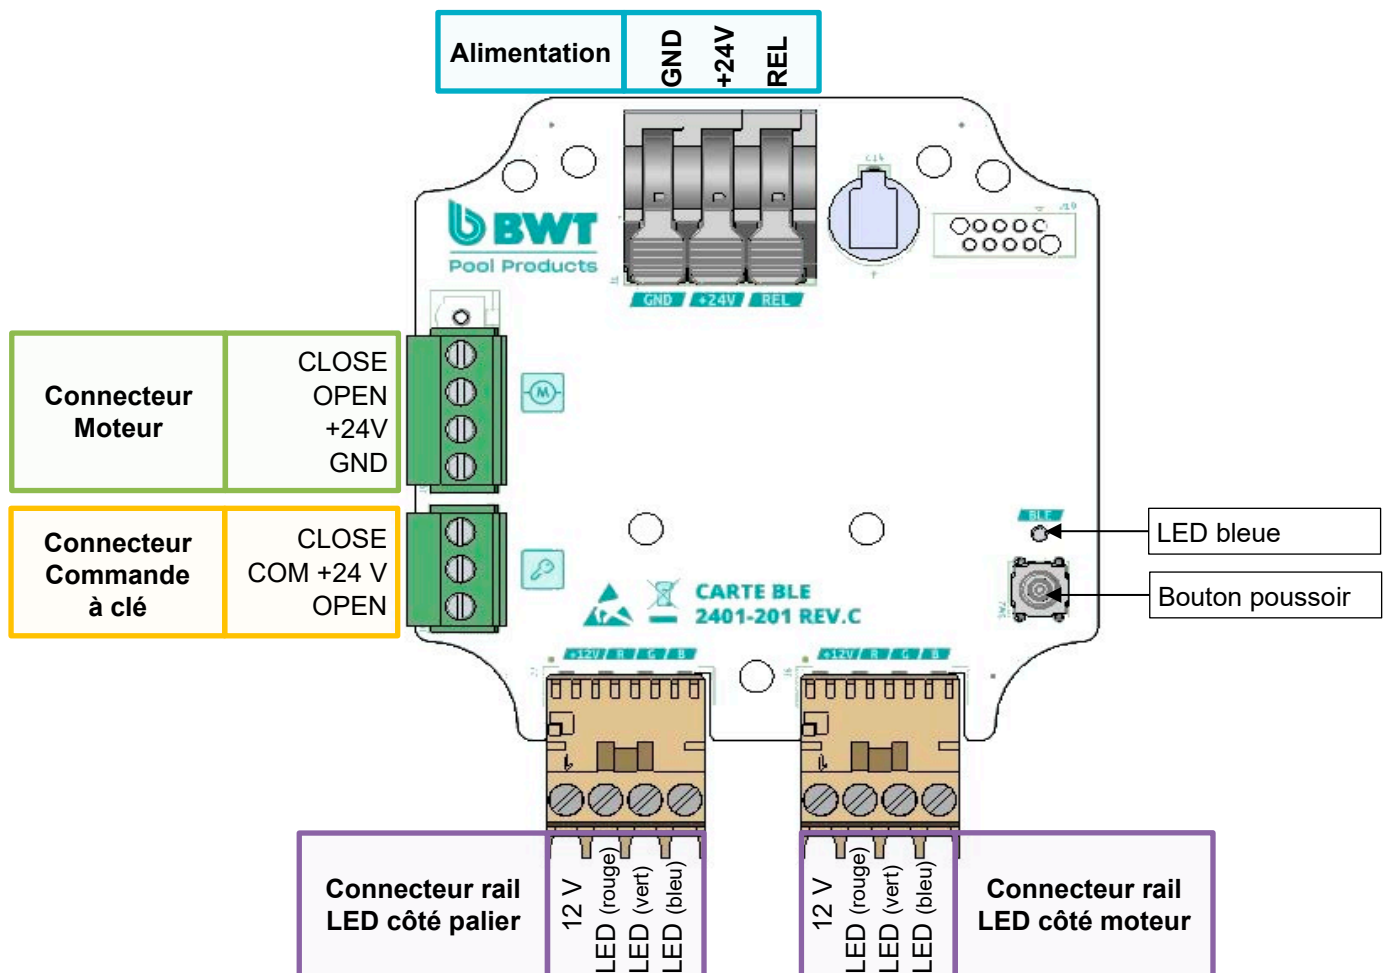 Alimentation
GND
+24V
REL
BWT
Pool Products
GND +24V REL
C14
J10
Connecteur
Moteur
CLOSE
OPEN
+24V
GND
M
Connecteur
Commande
à clé
CLOSE
COM +24 V
OPEN
BLE
LED bleue
Bouton poussoir
CARTE BLE
2401-201 REV.C
+12V R G B
+12V R G B
Connecteur rail
LED côté palier
12 V
LED (rouge)
LED (vert)
LED (bleu)
12 V
LED (rouge)
LED (vert)
LED (bleu)
Connecteur rail
LED côté moteur